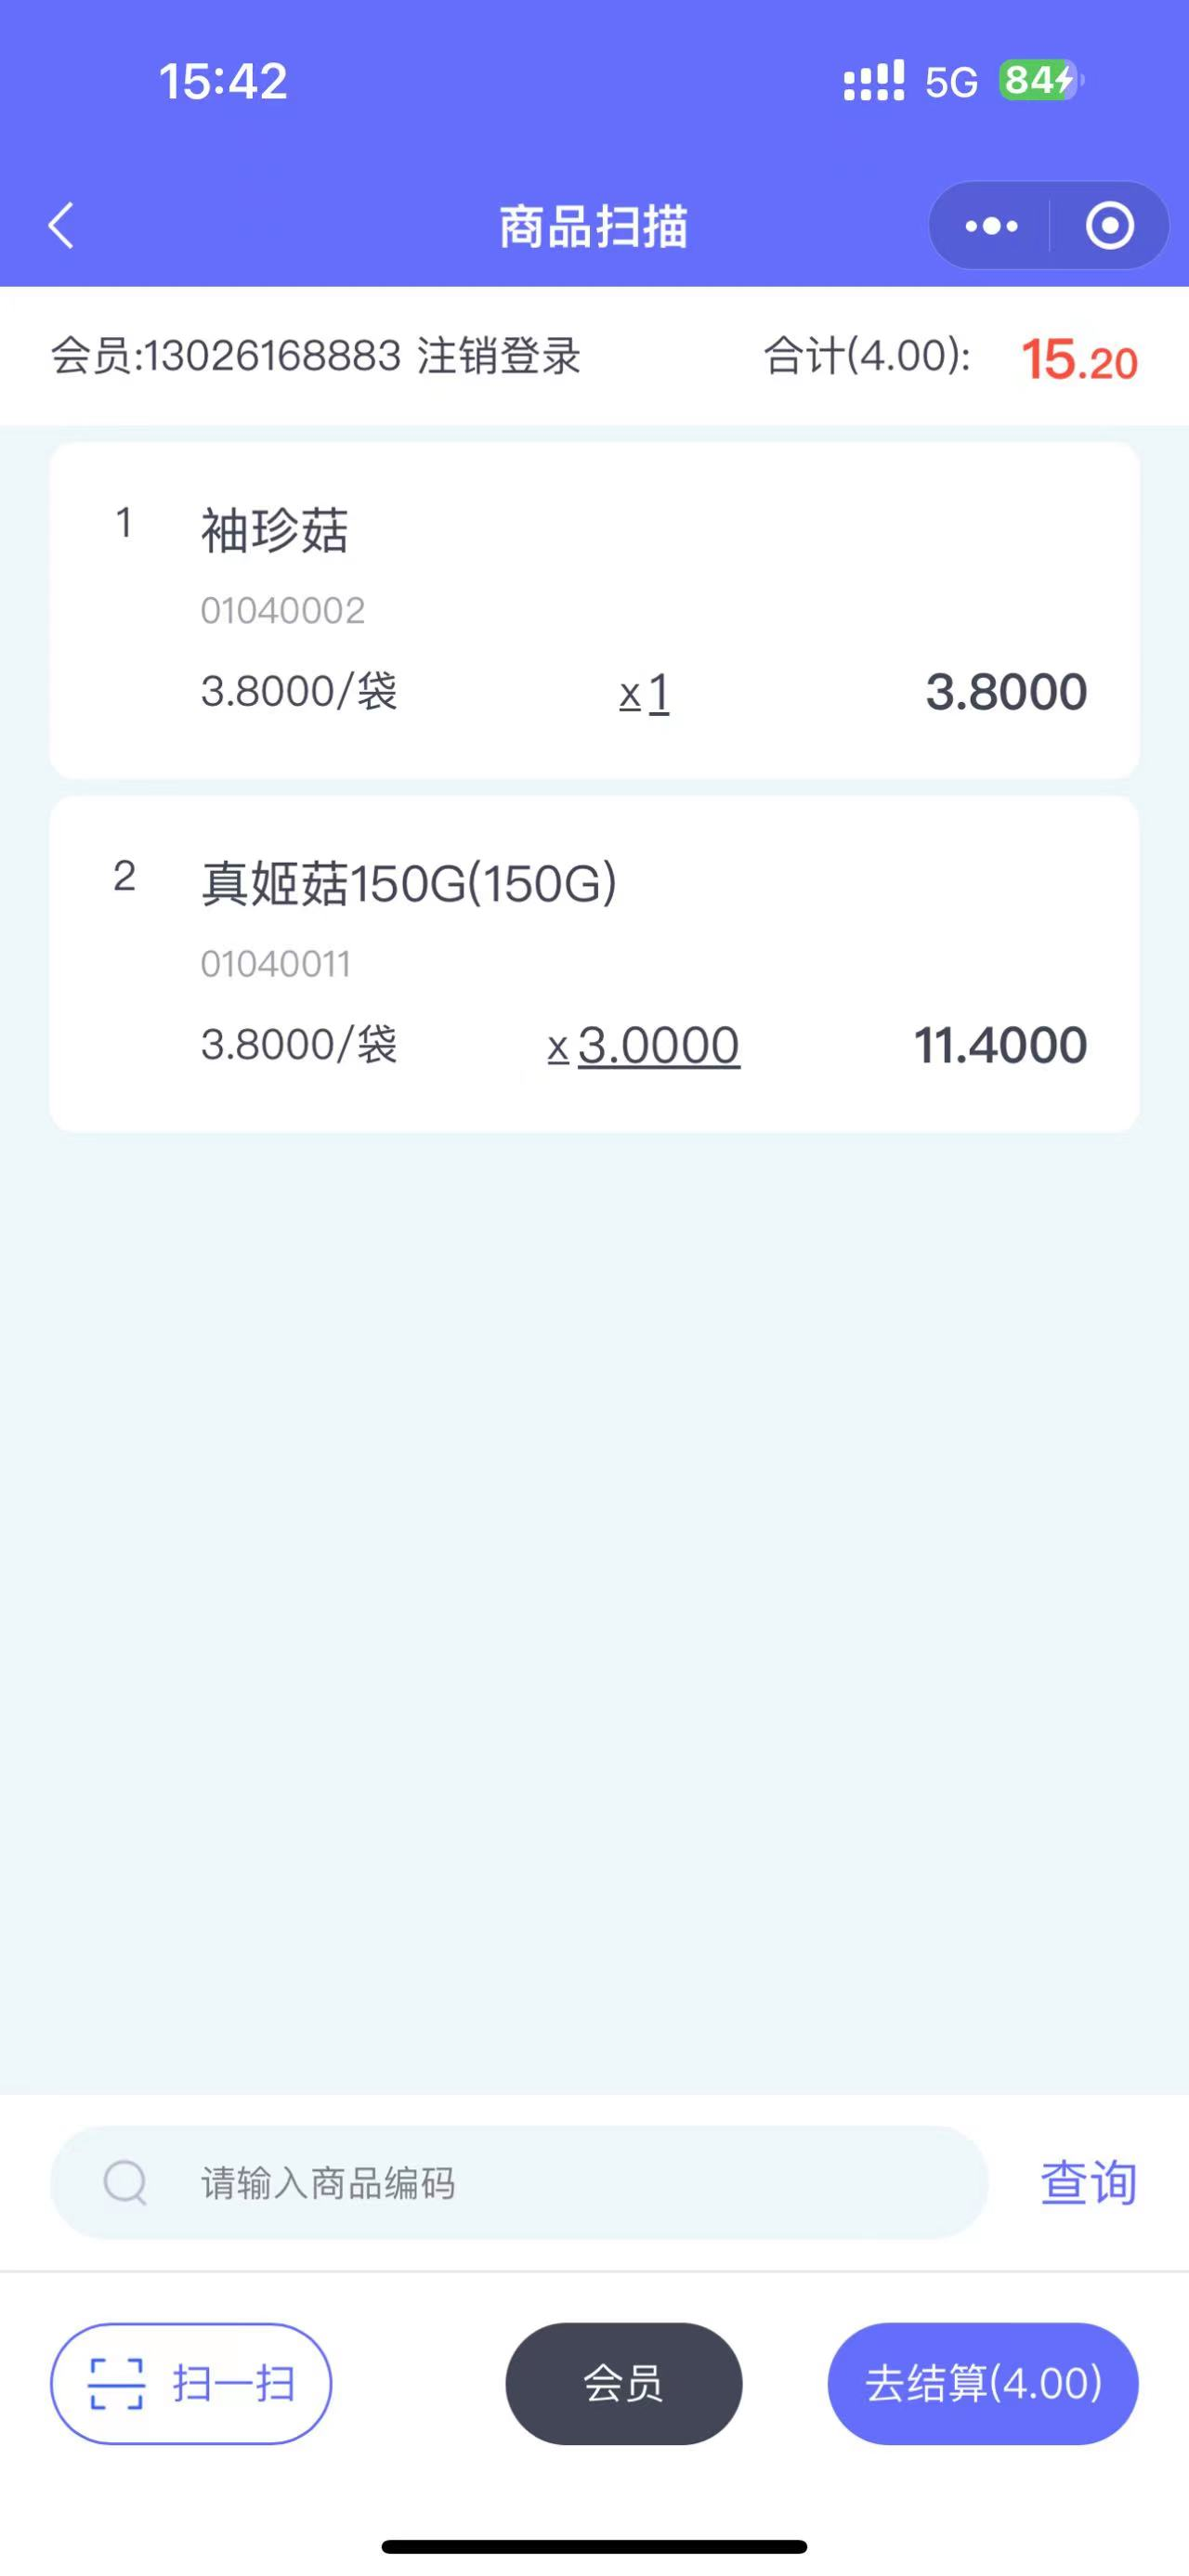 15:42 5G 84
商品扫描
会员:13026168883 注销登录 合计(4.00): 15.20
1 袖珍菇
01040002
3.8000/袋 x 1 3.8000
2 真姬菇150G(150G)
01040011
3.8000/袋 x 3.0000 11.4000
请输入商品编码 查询
扫一扫 会员 去结算(4.00)